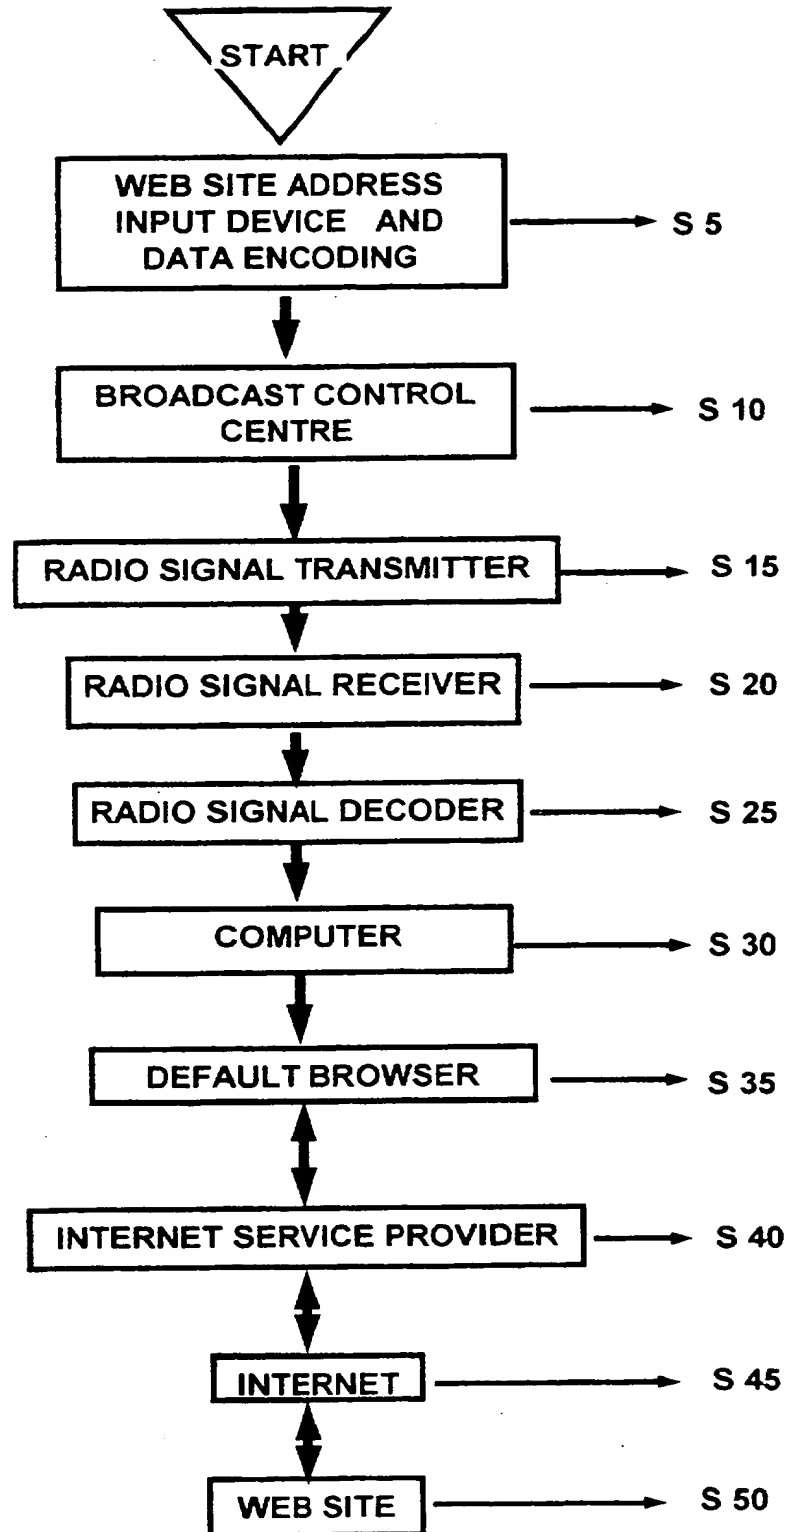 START
WEB SITE ADDRESS
INPUT DEVICE AND
DATA ENCODING
S 5
BROADCAST CONTROL
CENTRE
S 10
RADIO SIGNAL TRANSMITTER
S 15
RADIO SIGNAL RECEIVER
S 20
RADIO SIGNAL DECODER
S 25
COMPUTER
S 30
DEFAULT BROWSER
S 35
INTERNET SERVICE PROVIDER
S 40
INTERNET
S 45
WEB SITE
S 50